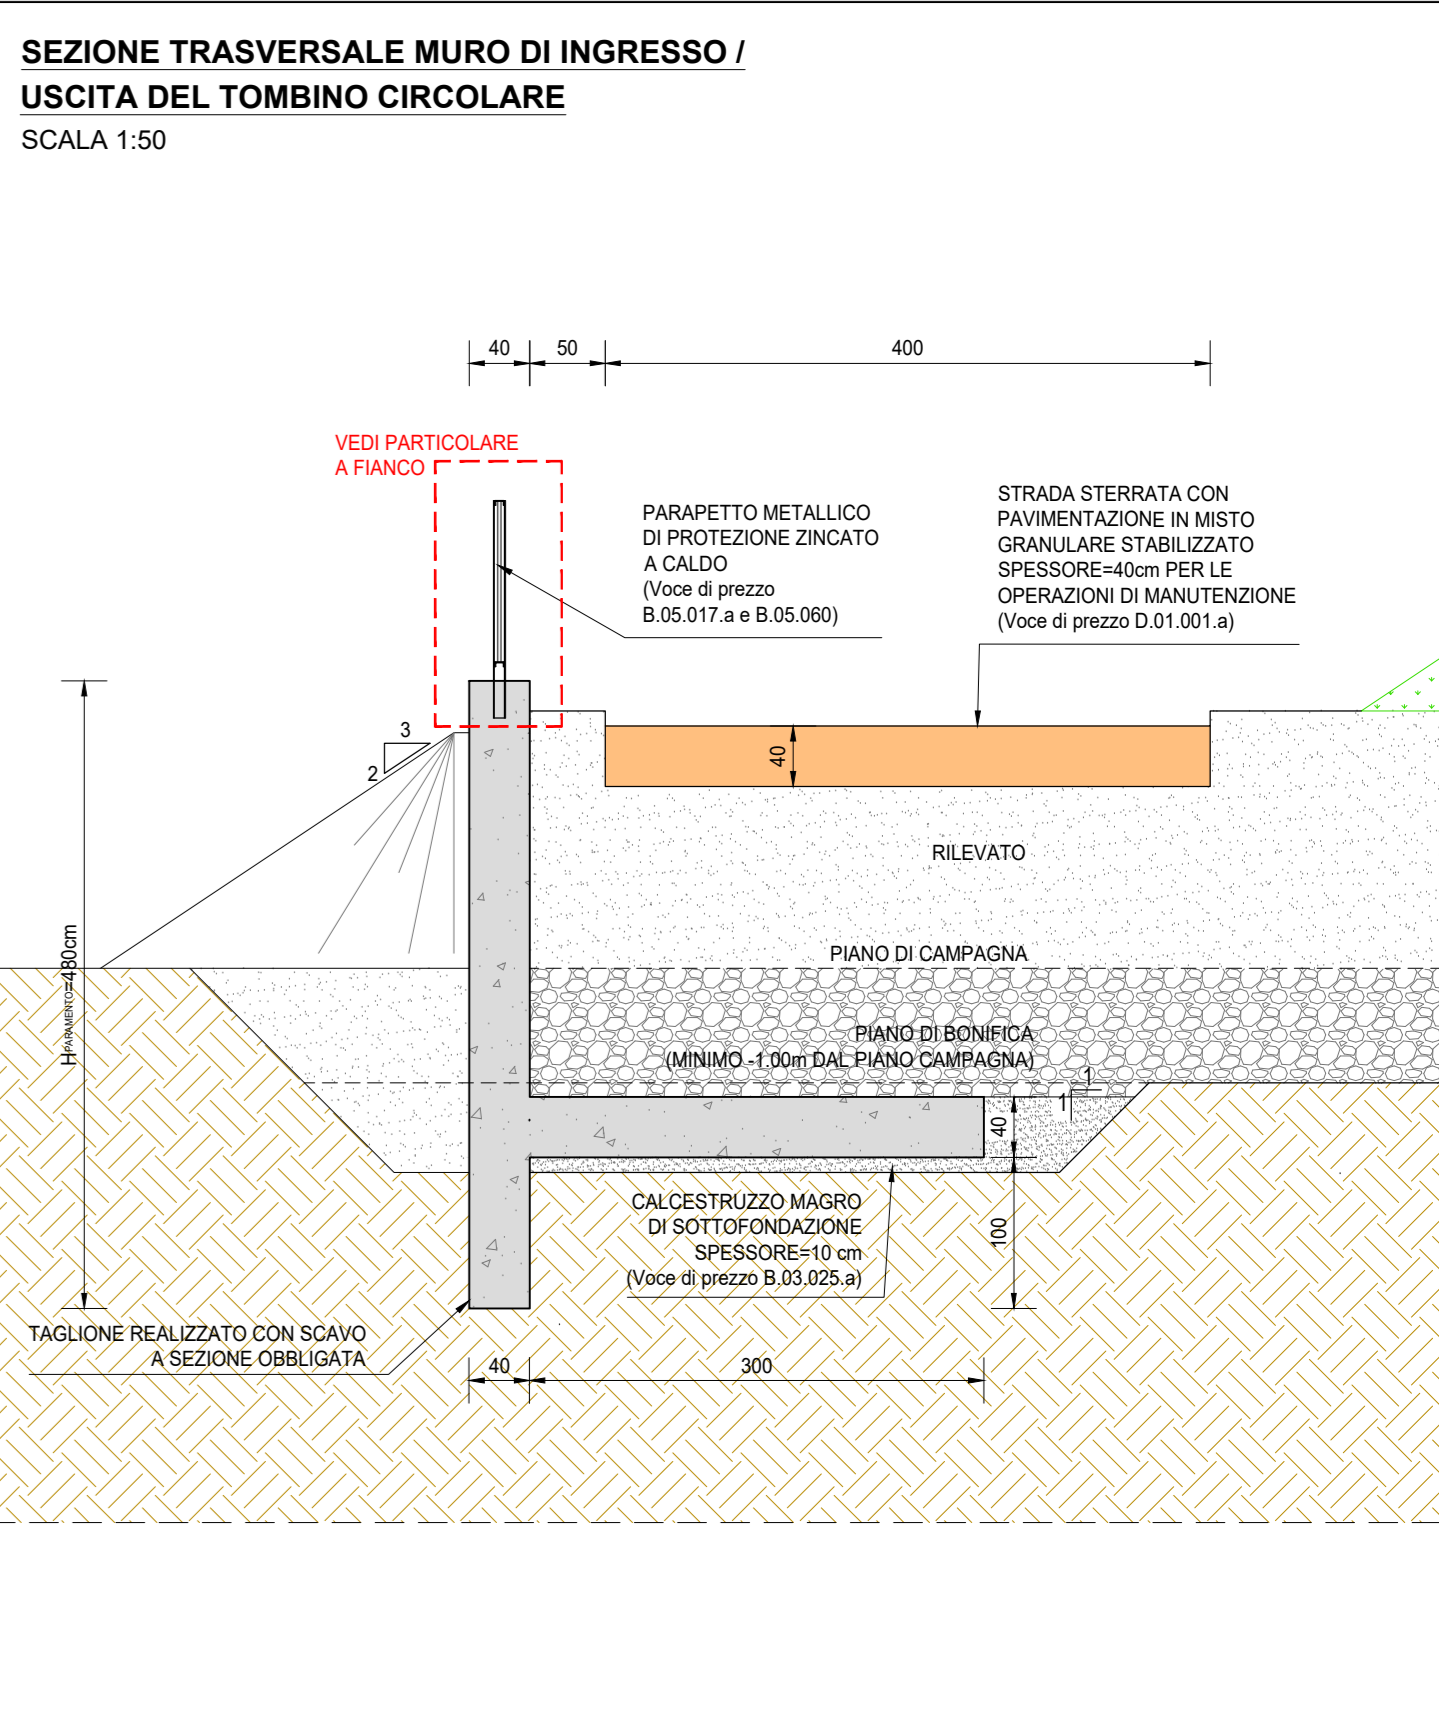 SEZIONE TRASVERSALE MURO DI INGRESSO /
USCITA DEL TOMBINO CIRCOLARE
SCALA 1:50
40
50
400
VEDI PARTICOLARE
A FIANCO
PARAPETTO METALLICO
DI PROTEZIONE ZINCATO
A CALDO
(Voce di prezzo
B.05.017.a e B.05.060)
STRADA STERRATA CON
PAVIMENTAZIONE IN MISTO
GRANULARE STABILIZZATO
SPESSORE=40cm PER LE
OPERAZIONI DI MANUTENZIONE
(Voce di prezzo D.01.001.a)
3
2
40
RILEVATO
HPARAMENTO=480cm
PIANO DI CAMPAGNA
PIANO DI BONIFICA
(MINIMO -1.00m DAL PIANO CAMPAGNA)
1
1
40
100
CALCESTRUZZO MAGRO
DI SOTTOFONDAZIONE
SPESSORE=10 cm
(Voce di prezzo B.03.025.a)
TAGLIONE REALIZZATO CON SCAVO
A SEZIONE OBBLIGATA
40
300